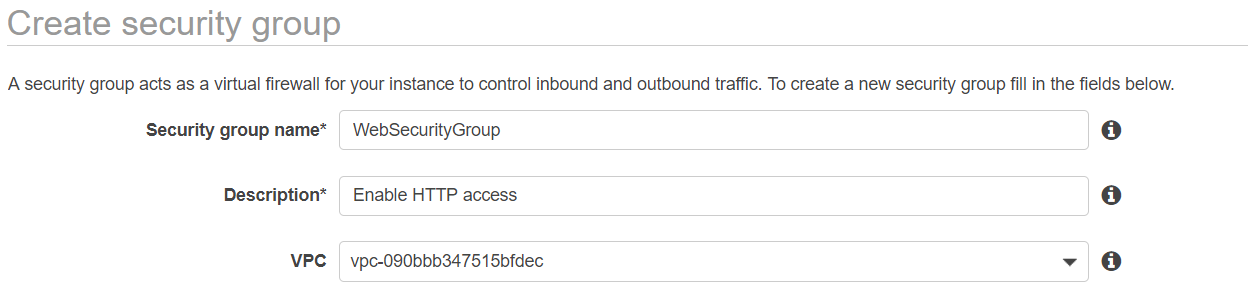 Create security group
A security group acts as a virtual firewall for your instance to control inbound and outbound traffic. To create a new security group fill in the fields below.
Security group name* WebSecurityGroup
Description* Enable HTTP access
VPC vpc-090bbb347515bfdec